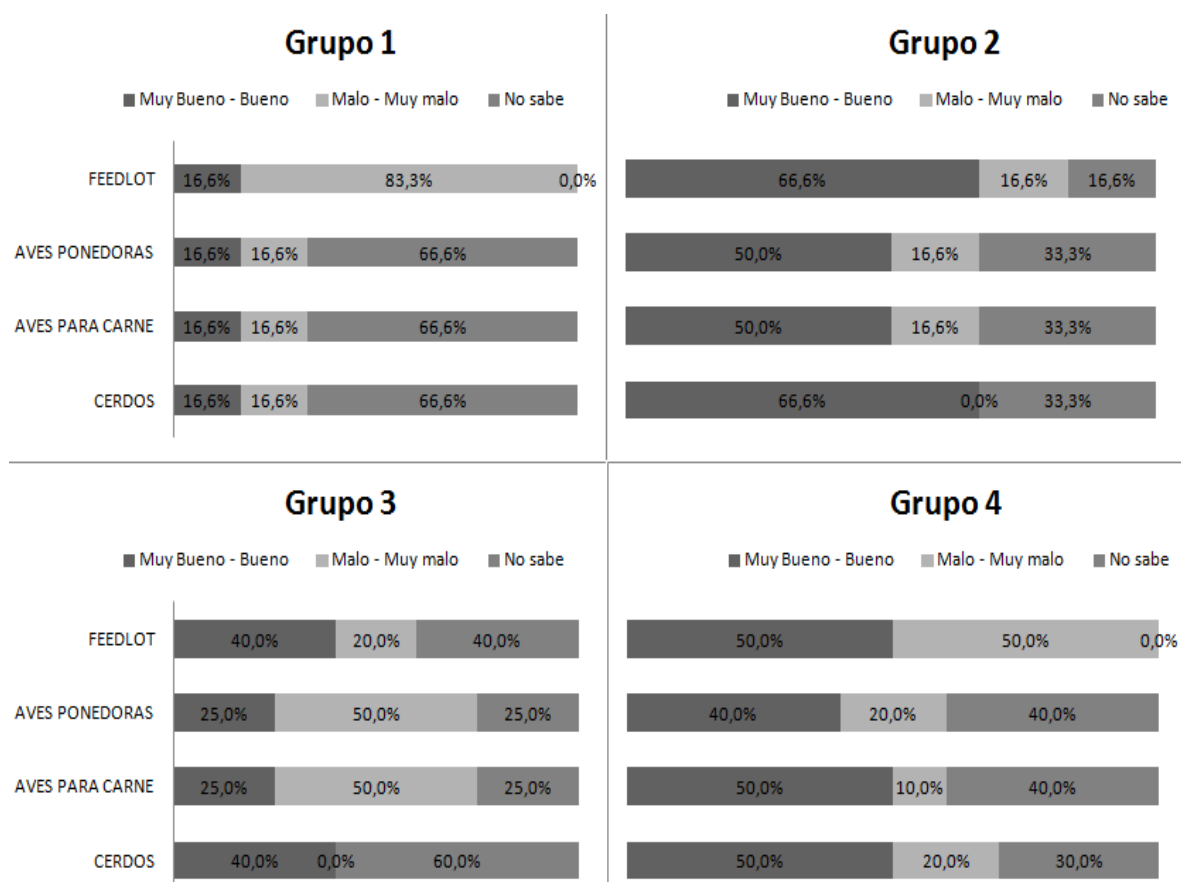 Grupo 1
Muy Bueno - Bueno Malo - Muy malo No sabe
FEEDLOT 16,6% 83,3% 0,0%
AVES PONEDORAS 16,6% 16,6% 66,6%
AVES PARA CARNE 16,6% 16,6% 66,6%
CERDOS 16,6% 16,6% 66,6%
Grupo 2
Muy Bueno - Bueno Malo - Muy malo No sabe
66,6% 16,6% 16,6%
50,0% 16,6% 33,3%
50,0% 16,6% 33,3%
66,6% 0,0% 33,3%
Grupo 3
Muy Bueno - Bueno Malo - Muy malo No sabe
FEEDLOT 40,0% 20,0% 40,0%
AVES PONEDORAS 25,0% 50,0% 25,0%
AVES PARA CARNE 25,0% 50,0% 25,0%
CERDOS 40,0% 0,0% 60,0%
Grupo 4
Muy Bueno - Bueno Malo - Muy malo No sabe
50,0% 50,0% 0,0%
40,0% 20,0% 40,0%
50,0% 10,0% 40,0%
50,0% 20,0% 30,0%